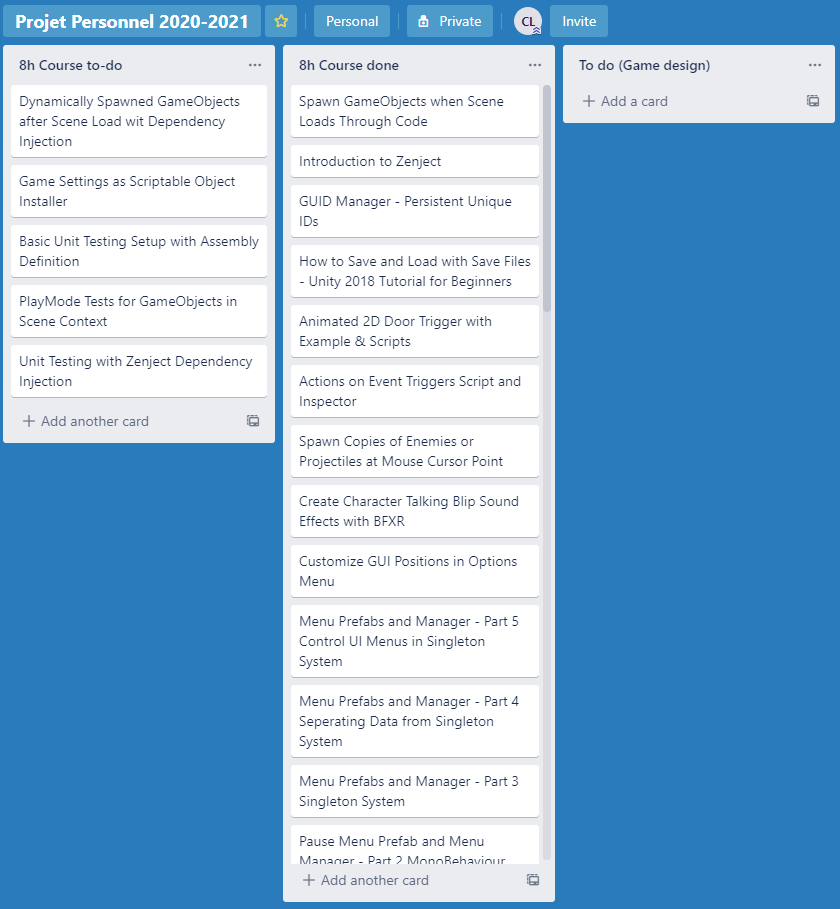 Projet Personnel 2020-2021
Personal
Private
CL
Invite
8h Course to-do
Dynamically Spawned GameObjects
after Scene Load wit Dependency
Injection
Game Settings as Scriptable Object
Installer
Basic Unit Testing Setup with Assembly
Definition
PlayMode Tests for GameObjects in
Scene Context
Unit Testing with Zenject Dependency
Injection
Add another card
8h Course done
Spawn GameObjects when Scene
Loads Through Code
Introduction to Zenject
GUID Manager - Persistent Unique
IDs
How to Save and Load with Save Files
- Unity 2018 Tutorial for Beginners
Animated 2D Door Trigger with
Example & Scripts
Actions on Event Triggers Script and
Inspector
Spawn Copies of Enemies or
Projectiles at Mouse Cursor Point
Create Character Talking Blip Sound
Effects with BFXR
Customize GUI Positions in Options
Menu
Menu Prefabs and Manager - Part 5
Control UI Menus in Singleton
System
Menu Prefabs and Manager - Part 4
Seperating Data from Singleton
System
Menu Prefabs and Manager - Part 3
Singleton System
Pause Menu Prefab and Menu
Manager - Part 2 MonoBehaviour
Add another card
To do (Game design)
Add a card